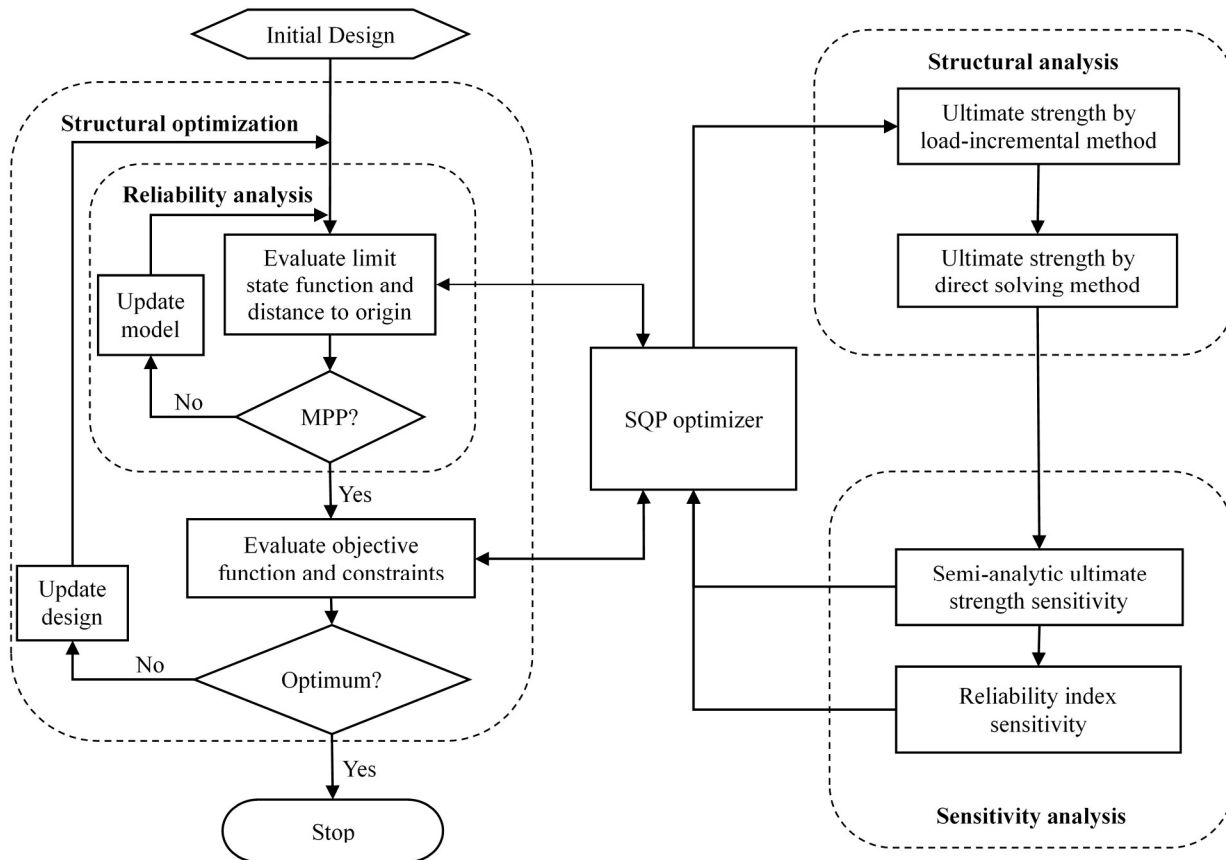 Initial Design
Structural optimization
Reliability analysis
Evaluate limit
state function and
distance to origin
Update
model
No
MPP?
Yes
Evaluate objective
function and constraints
Update
design
No
Optimum?
Yes
Stop
SQP optimizer
Structural analysis
Ultimate strength by
load-incremental method
Ultimate strength by
direct solving method
Semi-analytic ultimate
strength sensitivity
Reliability index
sensitivity
Sensitivity analysis